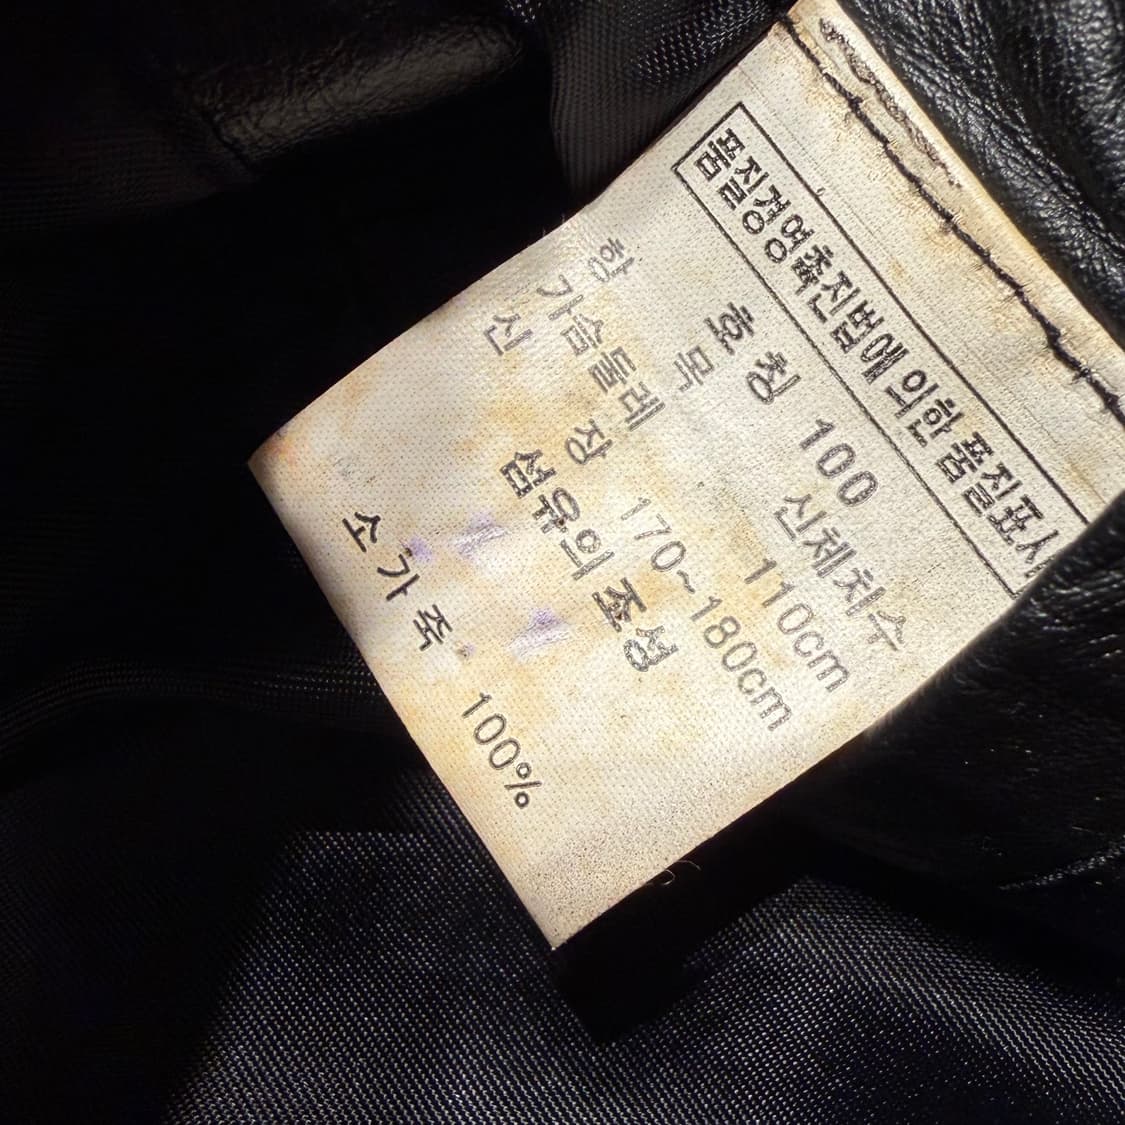 품질경영촉진법에 의한 품질표시
호칭 100
항목 신체치수
가슴둘레 110cm
신장 170~180cm
섬유의 조성
소가죽 100%